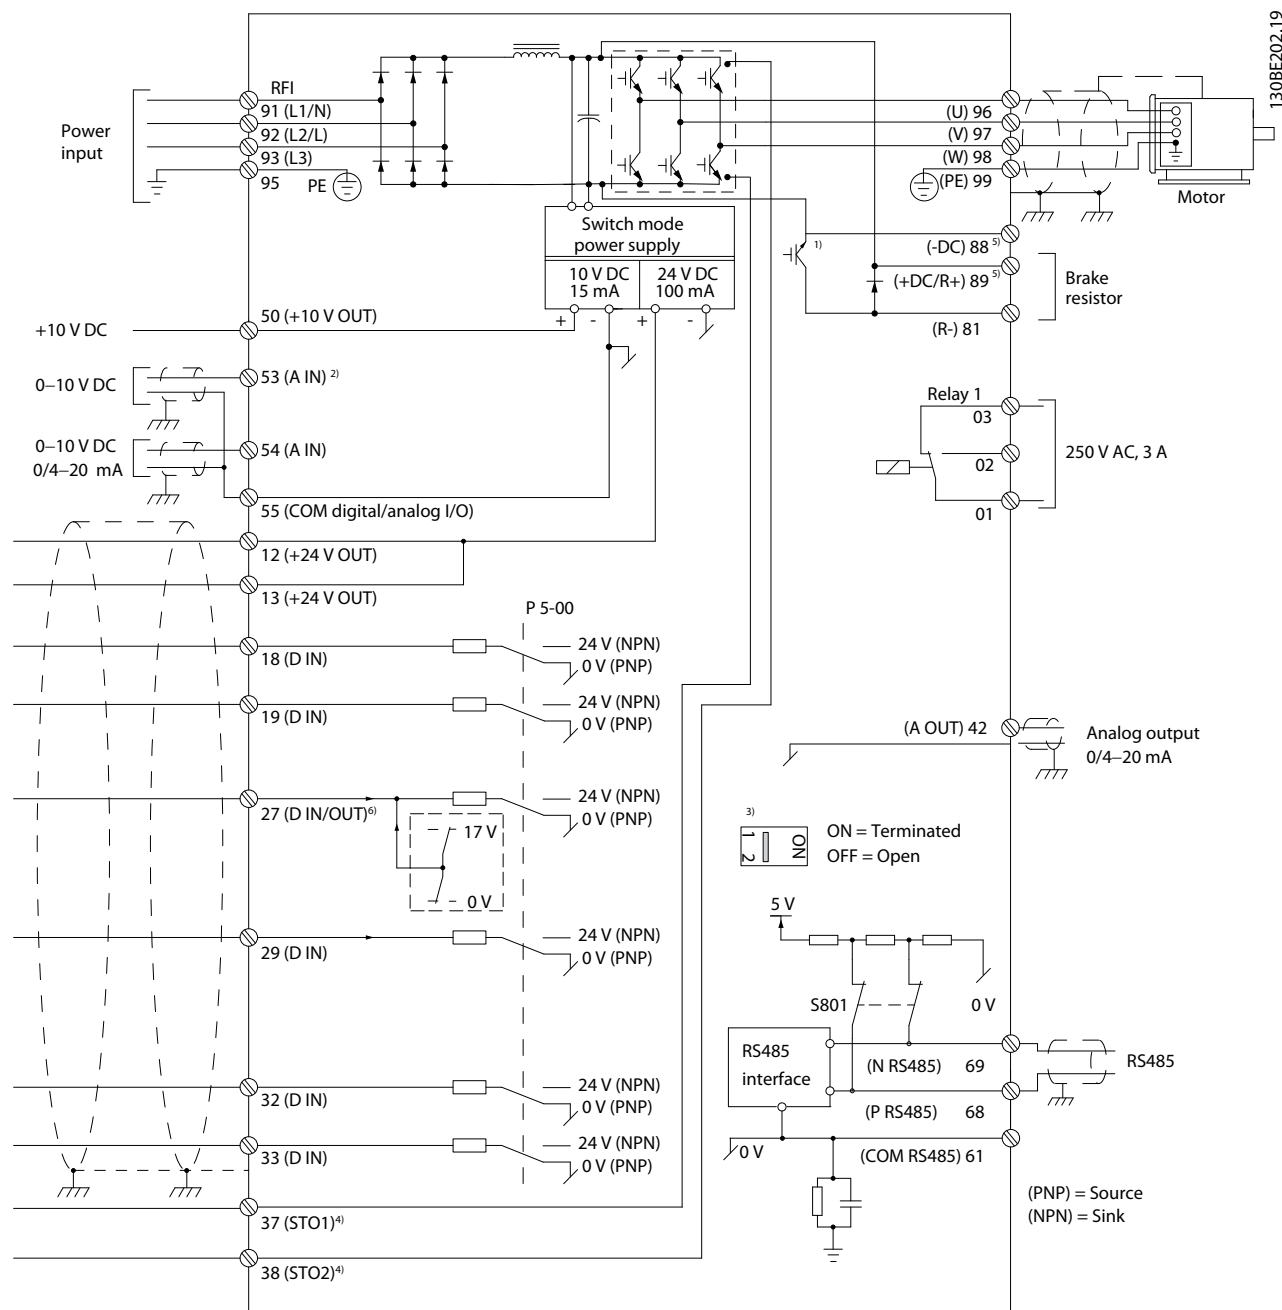 130BE202.19
RFI
Power
input
91 (L1/N)
92 (L2/L)
93 (L3)
95
PE
(U) 96
(V) 97
(W) 98
(PE) 99
Motor
Switch mode
power supply
10 V DC
15 mA
24 V DC
100 mA
+ - + -
1)
(-DC) 88 5)
(+DC/R+) 89 5)
(R-) 81
Brake
resistor
+10 V DC
50 (+10 V OUT)
0–10 V DC
53 (A IN) 2)
0–10 V DC
0/4–20 mA
54 (A IN)
55 (COM digital/analog I/O)
Relay 1
03
02
01
250 V AC, 3 A
12 (+24 V OUT)
13 (+24 V OUT)
P 5-00
18 (D IN)
24 V (NPN)
0 V (PNP)
19 (D IN)
24 V (NPN)
0 V (PNP)
27 (D IN/OUT) 6)
24 V (NPN)
0 V (PNP)
17 V
0 V
29 (D IN)
24 V (NPN)
0 V (PNP)
32 (D IN)
24 V (NPN)
0 V (PNP)
33 (D IN)
24 V (NPN)
0 V (PNP)
37 (STO1) 4)
38 (STO2) 4)
(A OUT) 42
Analog output
0/4–20 mA
3)
1 2
ON
ON = Terminated
OFF = Open
5 V
S801
0 V
RS485
interface
(N RS485) 69
(P RS485) 68
RS485
0 V
(COM RS485) 61
(PNP) = Source
(NPN) = Sink